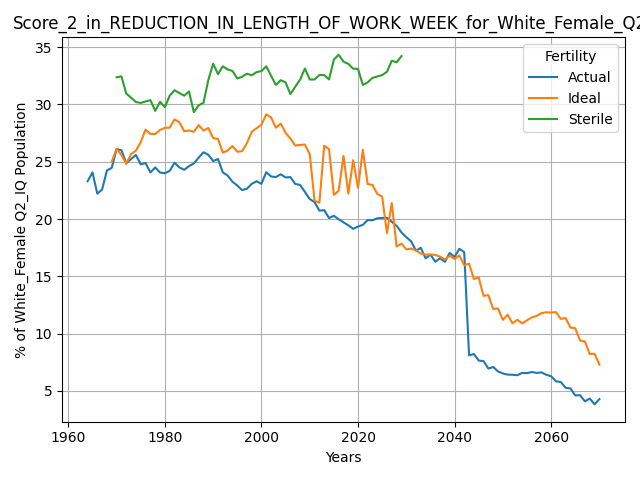 Score_2_in_REDUCTION_IN_LENGTH_OF_WORK_WEEK_for_White_Female_Q2
35
30
25
20
15
10
5
% of White_Female Q2_IQ Population
Fertility
Actual
Ideal
Sterile
1960
1980
2000
2020
2040
2060
Years